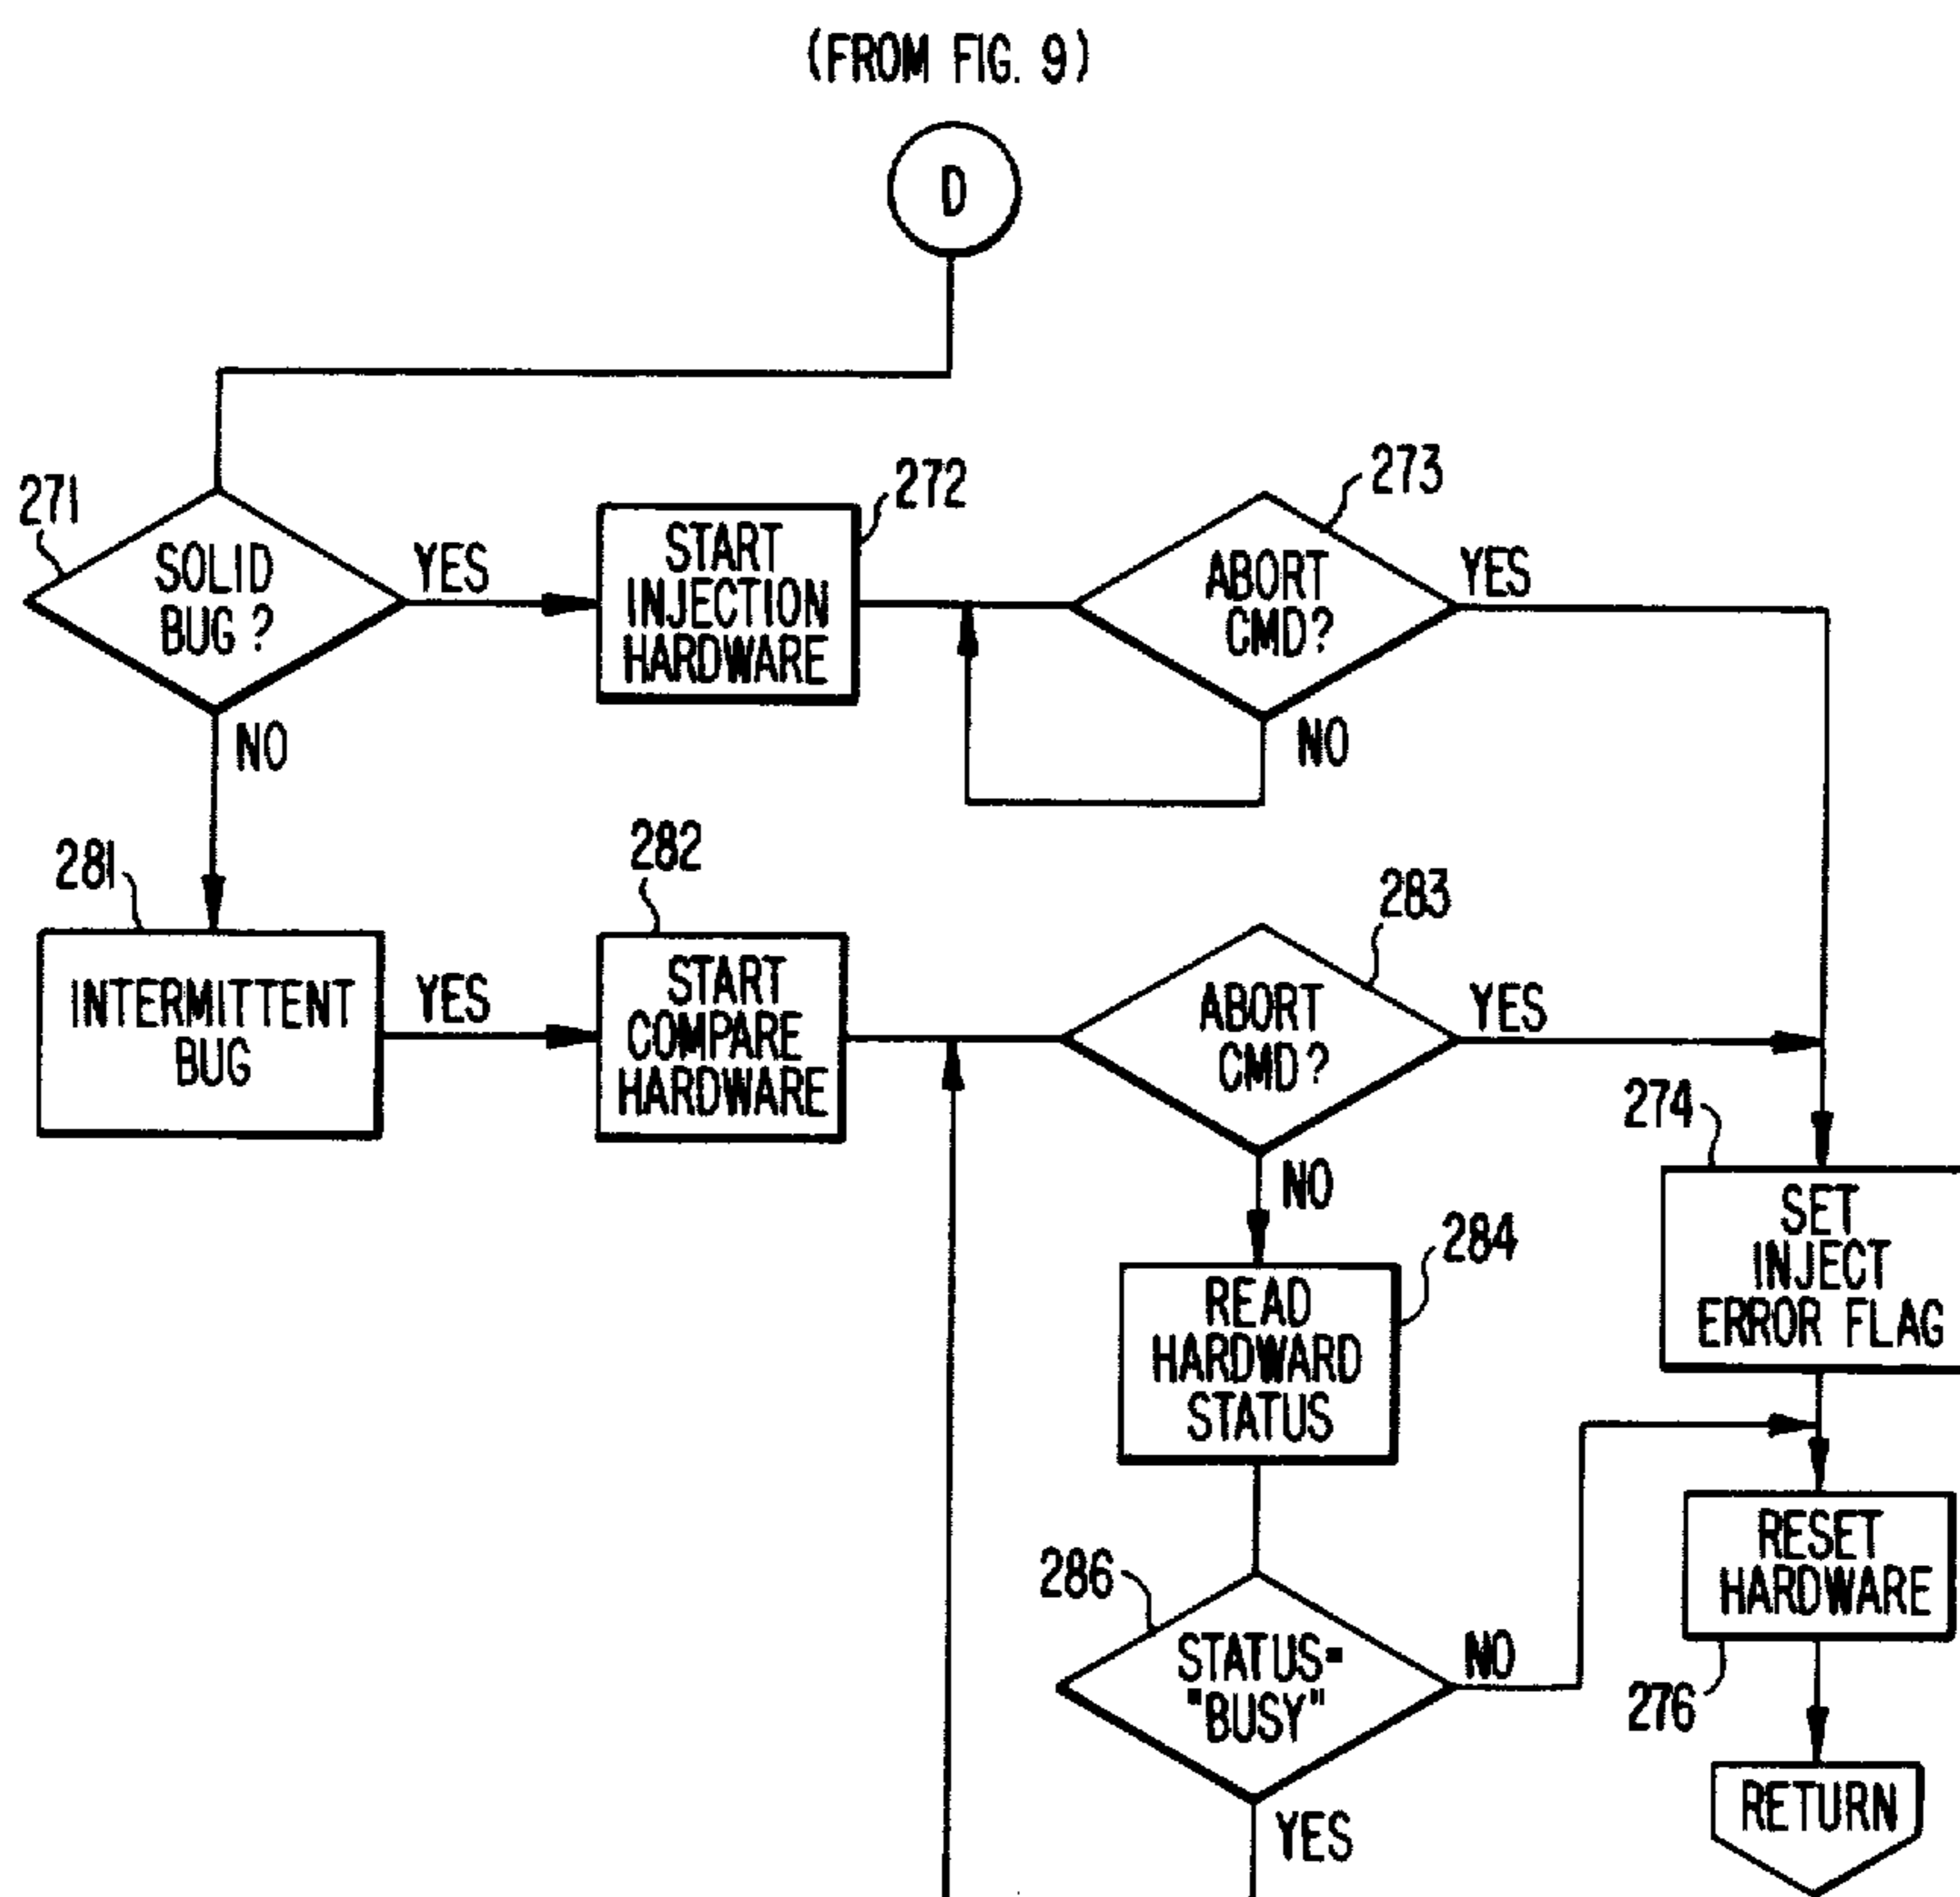 (FROM FIG. 9)
D
271
SOLID
BUG?
YES
NO
272
START
INJECTION
HARDWARE
273
ABORT
CMD?
YES
NO
281
INTERMITTENT
BUG
YES
282
START
COMPARE
HARDWARE
283
ABORT
CMD?
YES
NO
274
SET
INJECT
ERROR FLAG
284
READ
HARDWARD
STATUS
286
STATUS=
"BUSY"
NO
YES
RESET
HARDWARE
276
RETURN